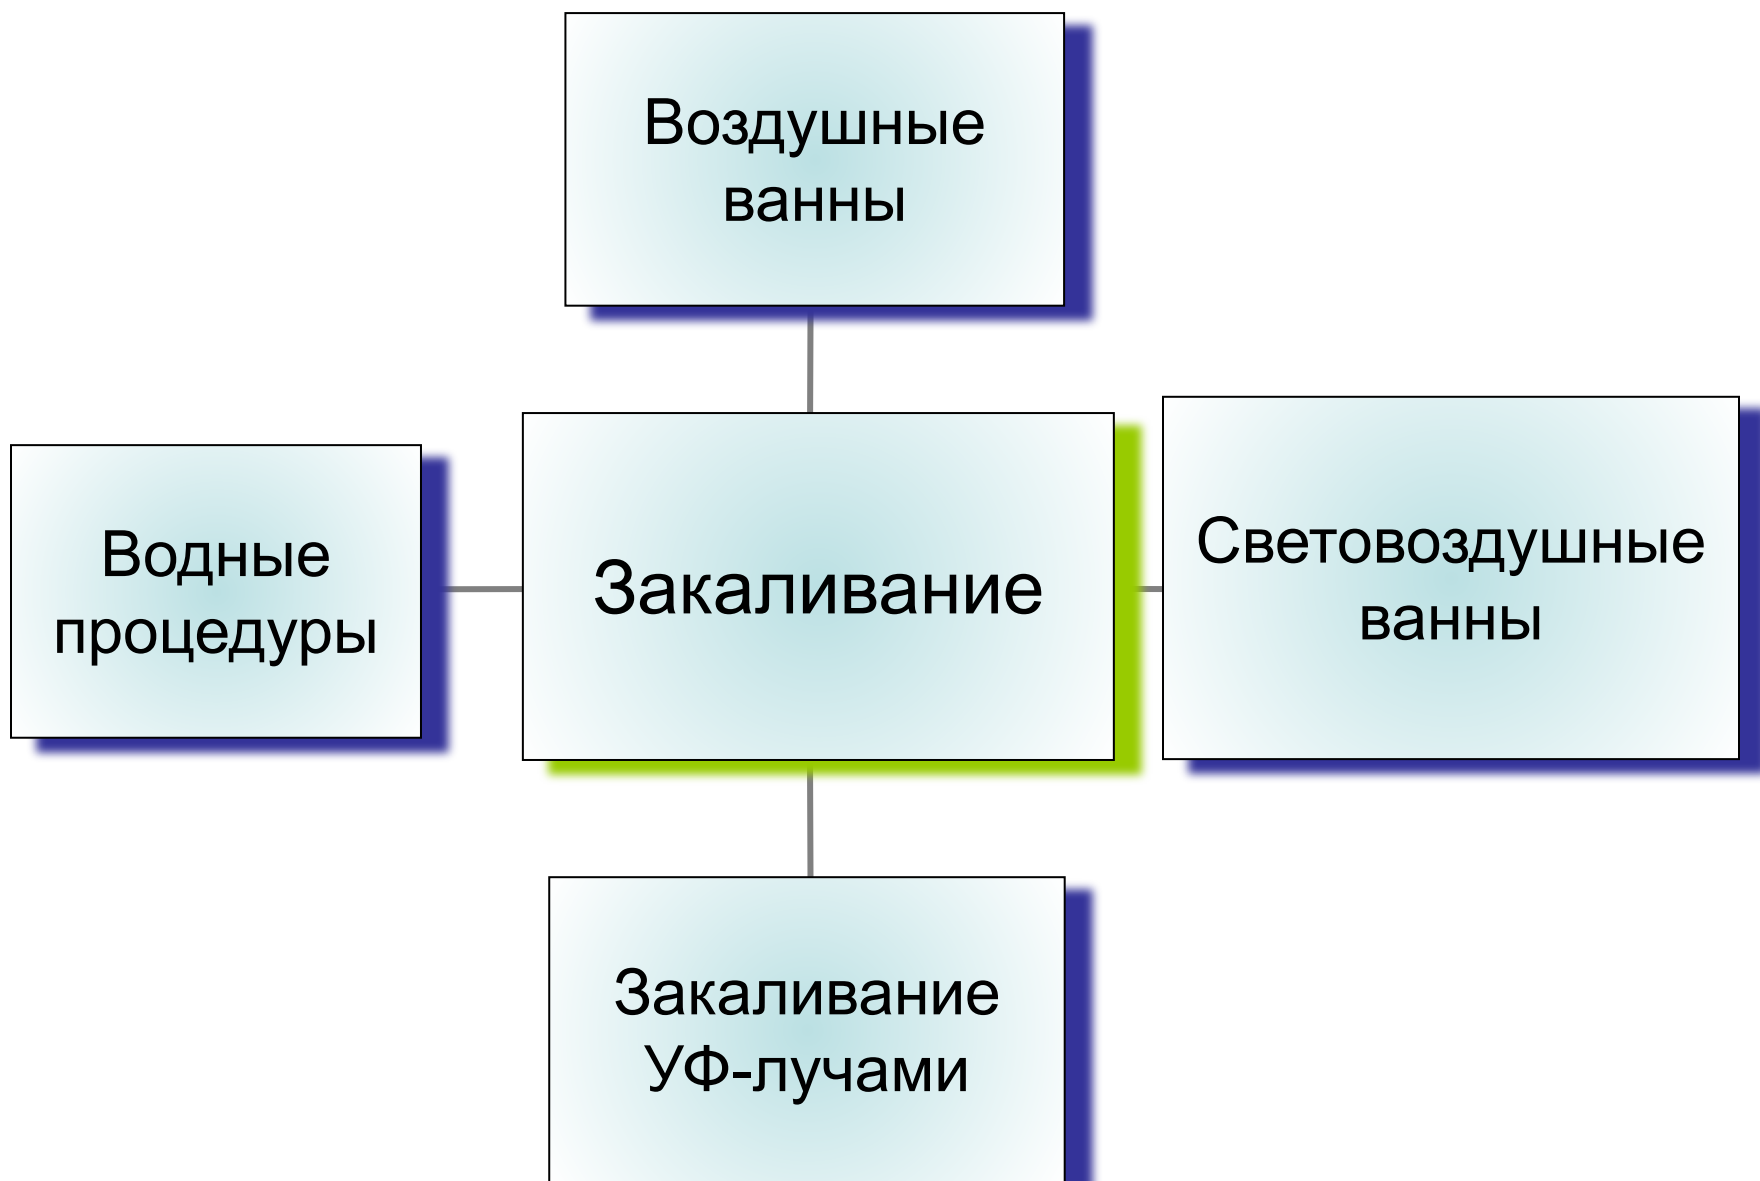 Воздушные
ванны
Водные
процедуры
Закаливание
Световоздушные
ванны
Закаливание
УФ-лучами